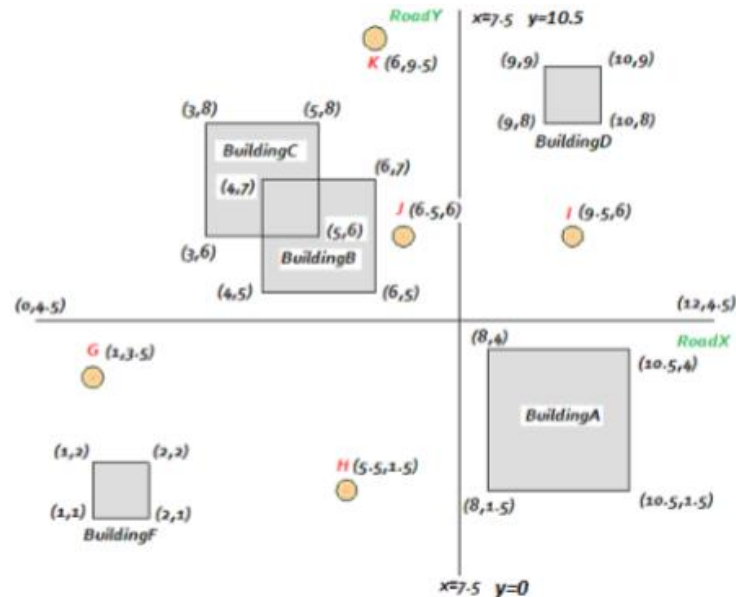 RoadY
x=7.5 y=10.5
K (6,9.5)
(9,9)
(10,9)
(3,8)
(5,8)
(9,8)
(10,8)
BuildingD
BuildingC
(4,7)
(6,7)
J (6.5,6)
I (9.5,6)
(3,6)
(5,6)
BuildingB
(4,5)
(6,5)
(0,4.5)
(12,4.5)
RoadX
(8,4)
(10.5,4)
G (1,3.5)
BuildingA
(1,2)
(2,2)
H (5.5,1.5)
(8,1.5)
(10.5,1.5)
(1,1)
(2,1)
BuildingF
x=7.5 y=0